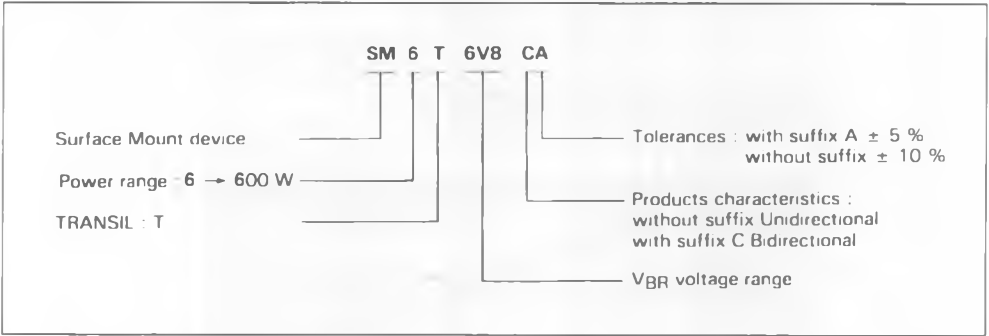 SM 6 T 6V8 CA
Surface Mount device
Power range 6 → 600 W
TRANSIL : T
Tolerances : with suffix A ± 5 %
without suffix ± 10 %
Products characteristics :
without suffix Unidirectional
with suffix C Bidirectional
VBR voltage range